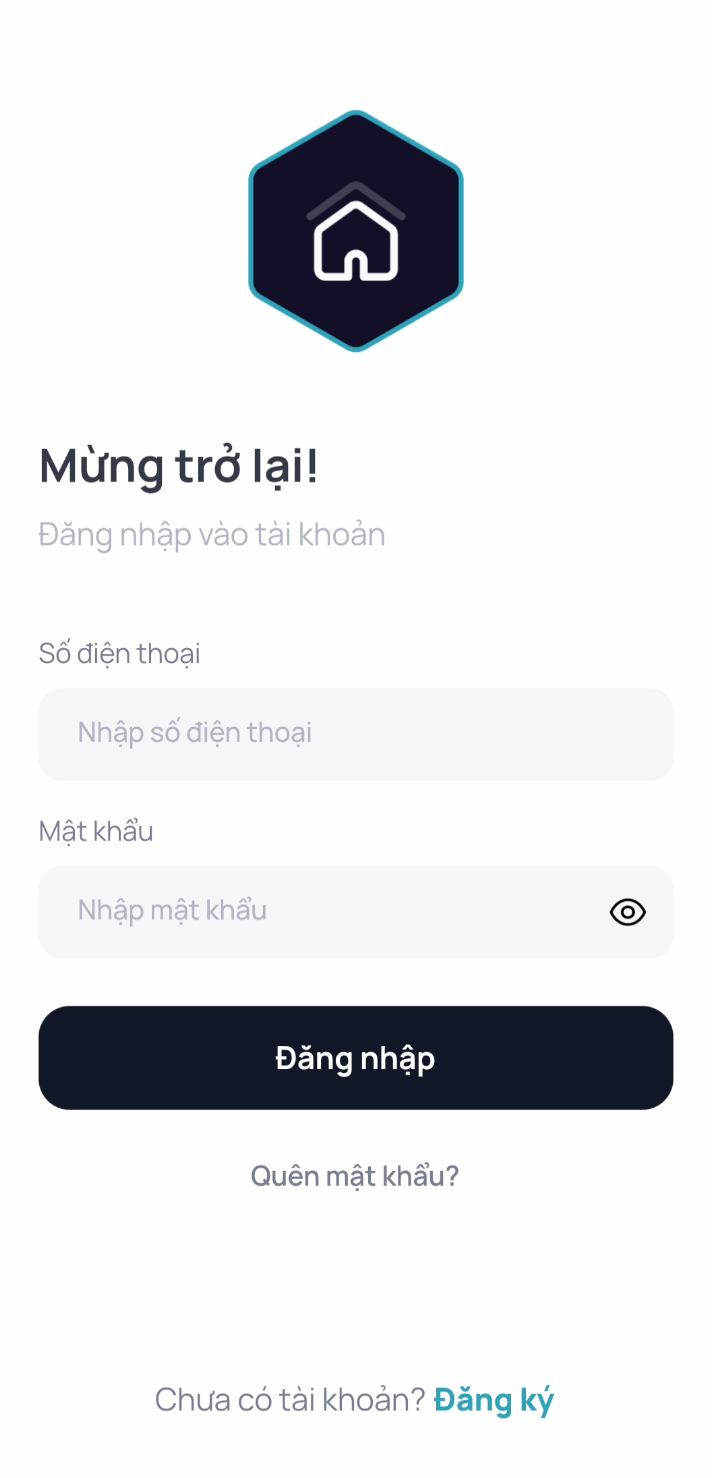 Mừng trở lại!
Đăng nhập vào tài khoản
Số điện thoại
Nhập số điện thoại
Mật khẩu
Nhập mật khẩu
Đăng nhập
Quên mật khẩu?
Chưa có tài khoản? Đăng ký